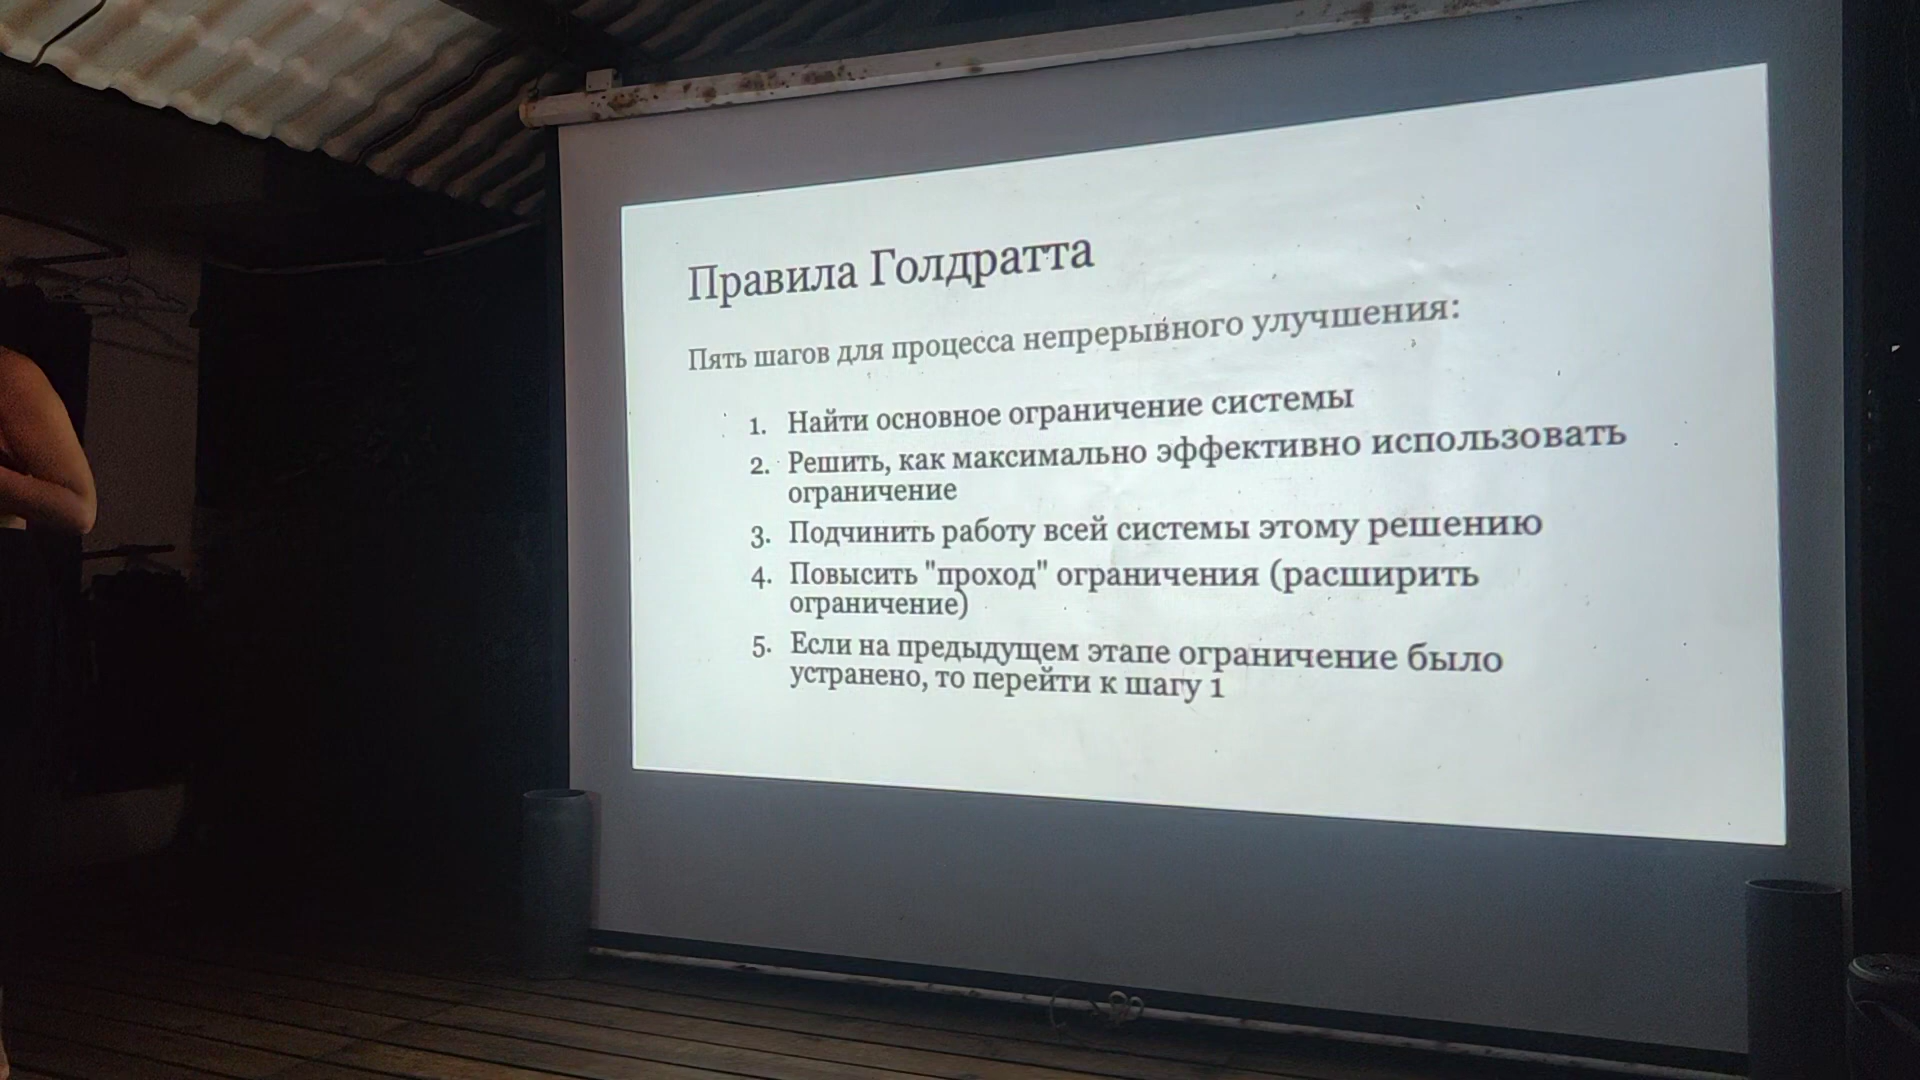 Правила Голдратта
Пять шагов для процесса непрерывного улучшения:
1. Найти основное ограничение системы
2. Решить, как максимально эффективно использовать
ограничение
3. Подчинить работу всей системы этому решению
4. Повысить "проход" ограничения (расширить
ограничение)
5. Если на предыдущем этапе ограничение было
устранено, то перейти к шагу 1